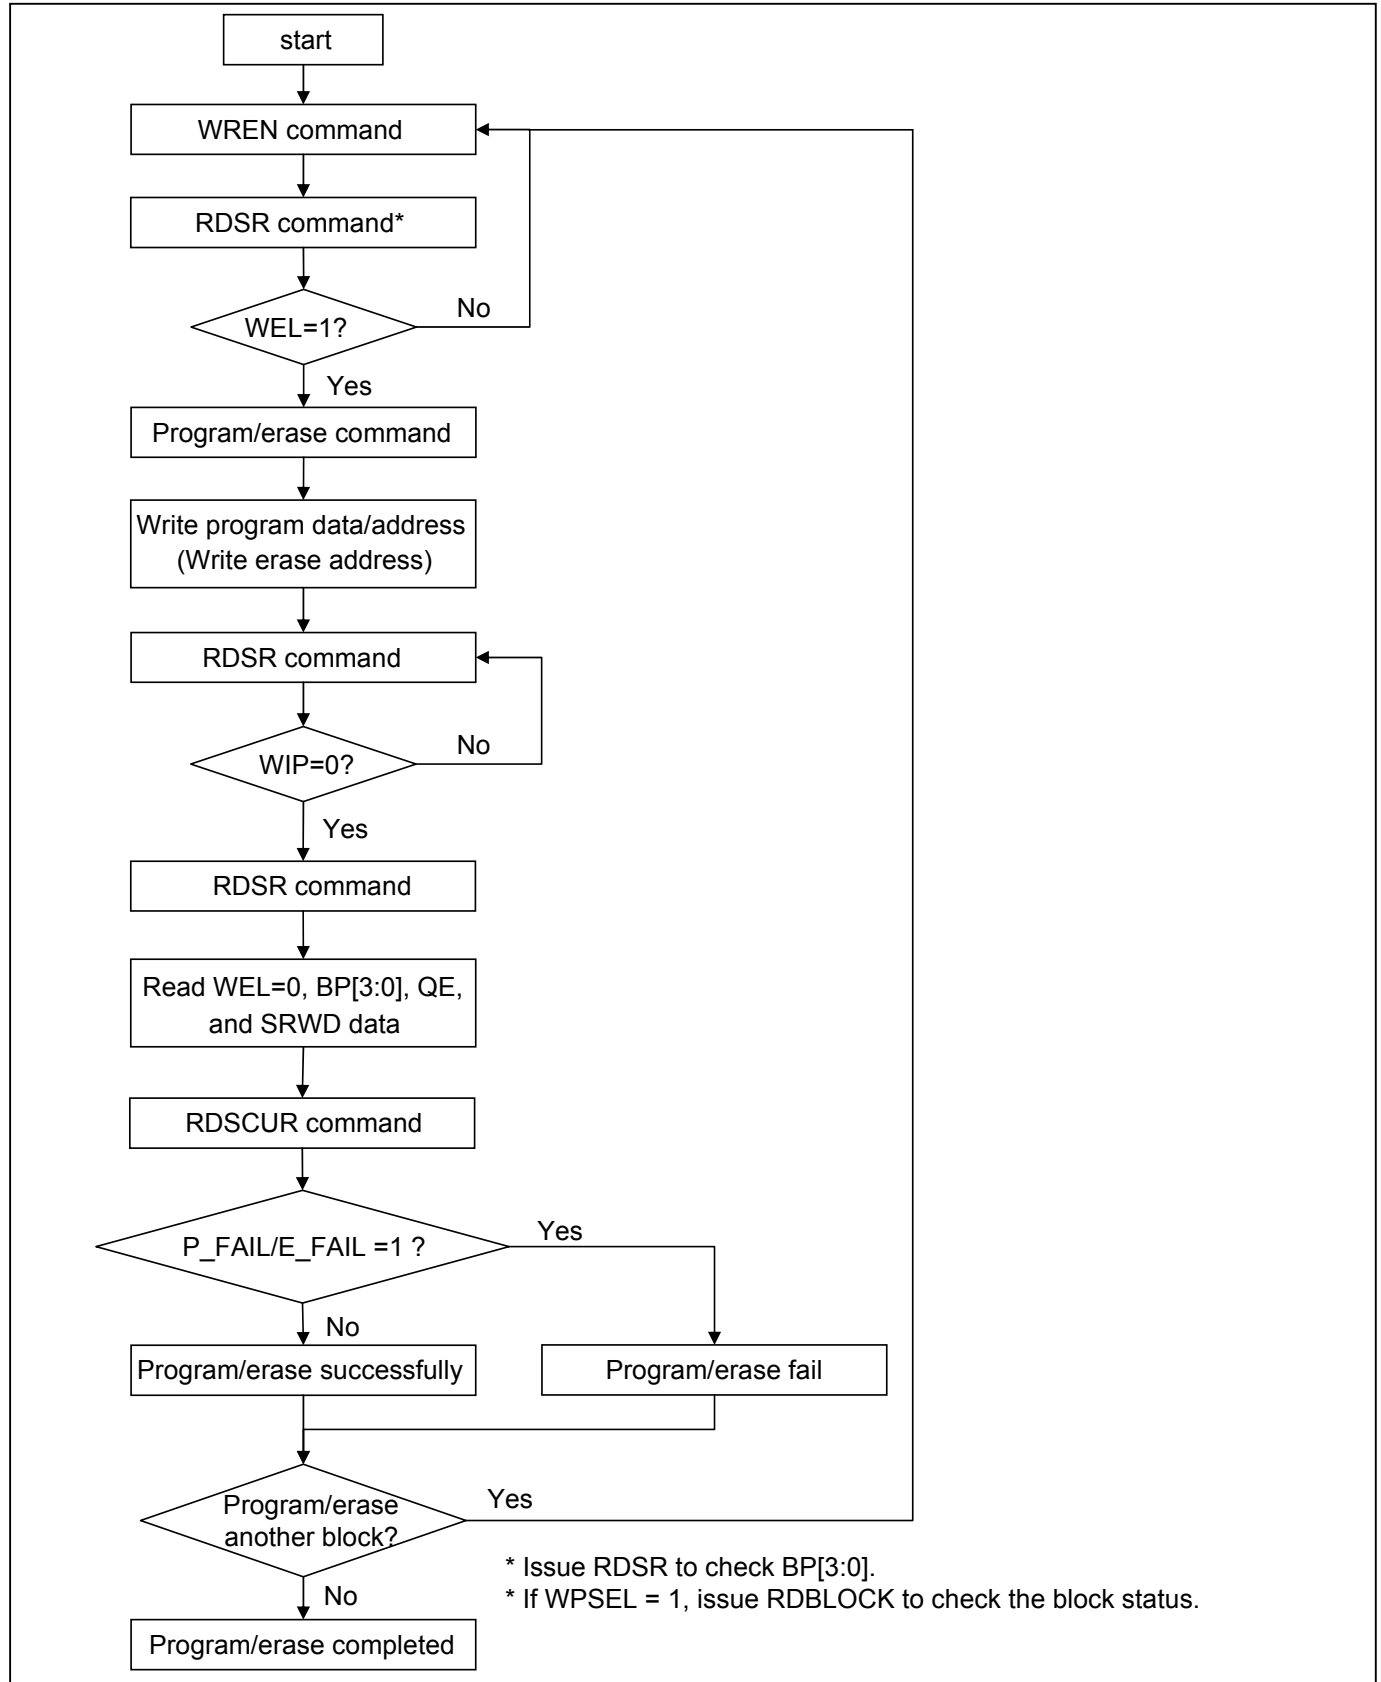 start
WREN command
RDSR command*
WEL=1?
No
Yes
Program/erase command
Write program data/address
(Write erase address)
RDSR command
WIP=0?
No
Yes
RDSR command
Read WEL=0, BP[3:0], QE,
and SRWD data
RDSCUR command
P_FAIL/E_FAIL =1 ?
Yes
No
Program/erase successfully
Program/erase fail
Program/erase
another block?
Yes
* Issue RDSR to check BP[3:0].
* If WPSEL = 1, issue RDBLOCK to check the block status.
No
Program/erase completed